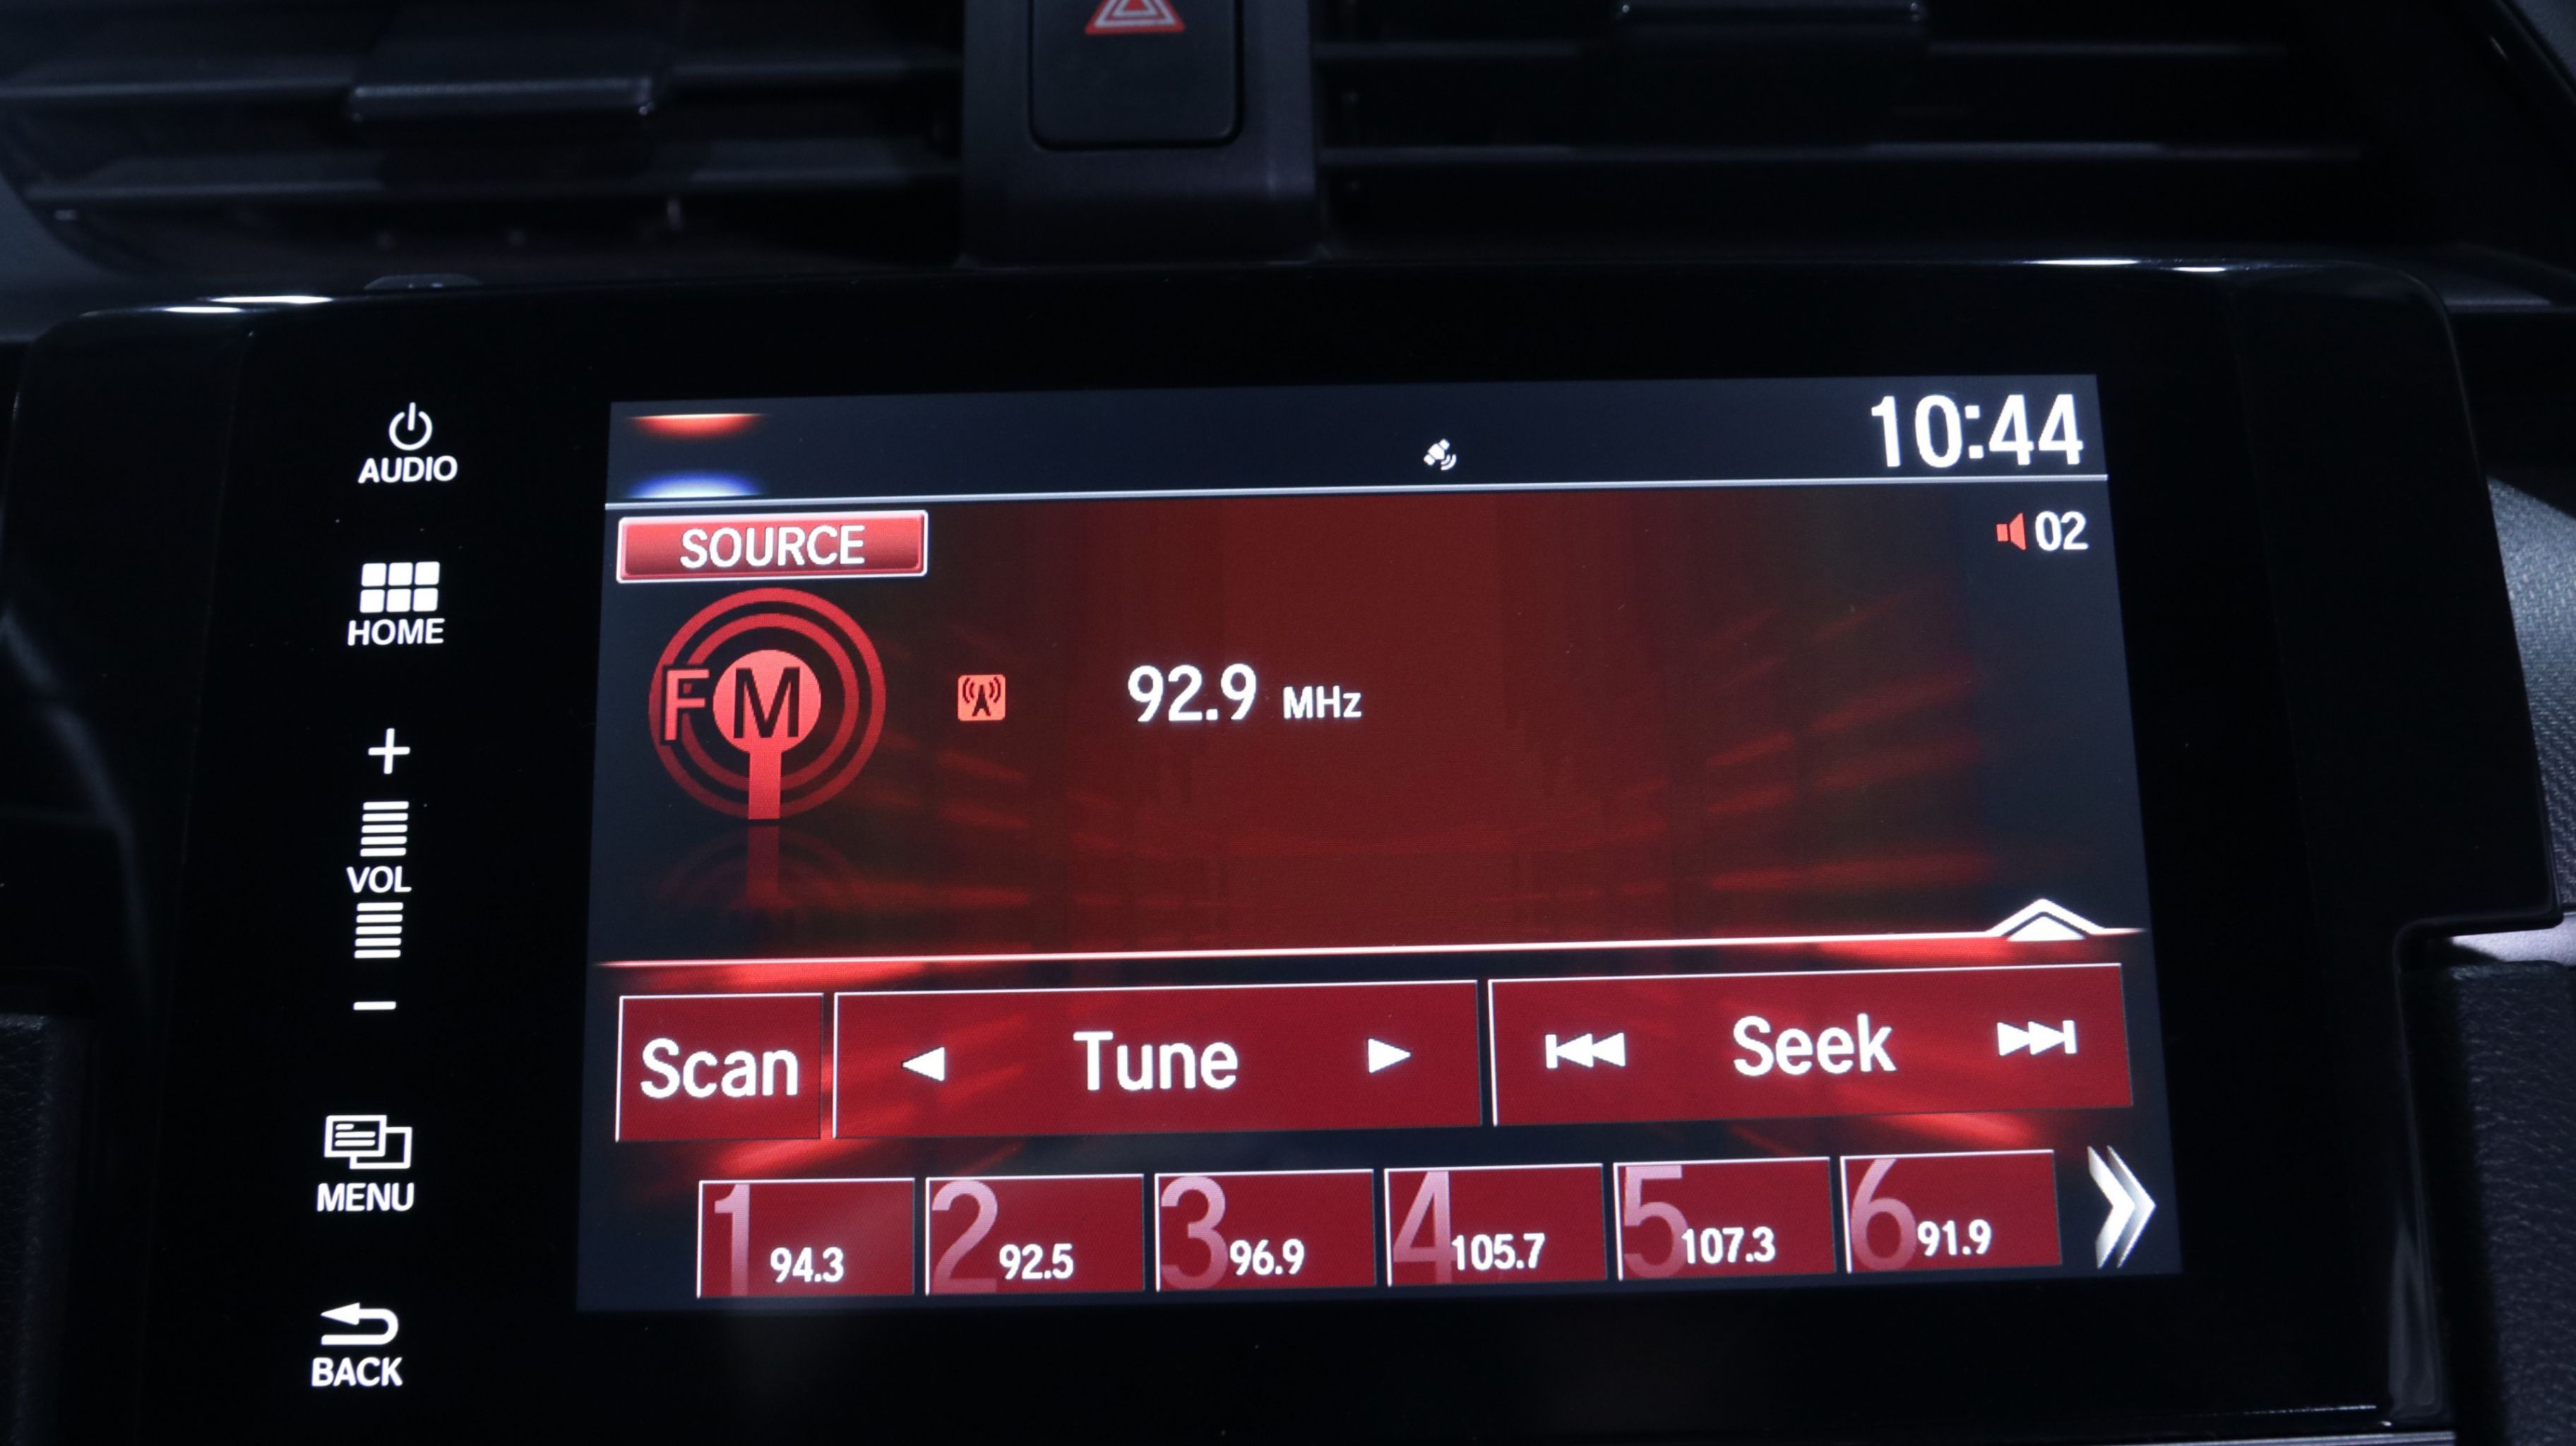 AUDIO
HOME
VOL
MENU
BACK
10:44
SOURCE
02
FM
92.9 MHz
Scan
Tune
Seek
1 94.3
2 92.5
3 96.9
4 105.7
5 107.3
6 91.9